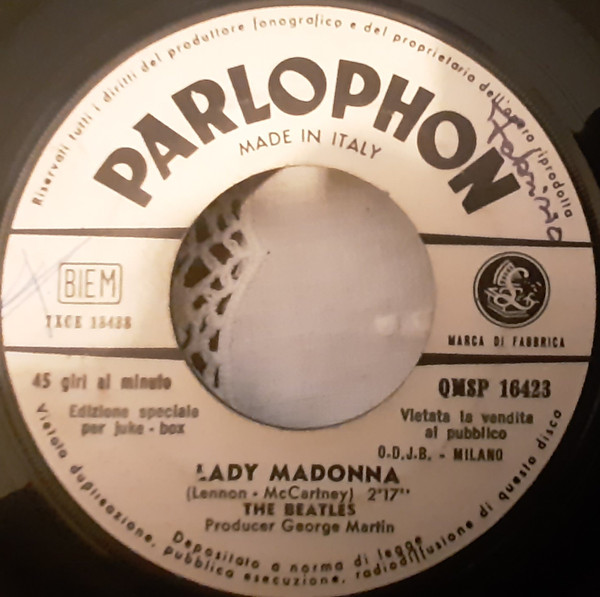 Riservati tutti i diritti del produttore fonografico e del proprietario dell'opera riprodotta
PARLOPHON
MADE IN ITALY
BIEM
7XCE 18438
MARCA DI FABBRICA
45 giri al minuto
QMSP 16423
Edizione speciale
per juke-box
Vietata la vendita
al pubblico
O.D.J.B. - MILANO
LADY MADONNA
(Lennon - McCartney) 2'17''
THE BEATLES
Producer George Martin
Depositato a norma di legge
Vietata duplicazione, pubblica esecuzione, radiodiffusione di questo disco